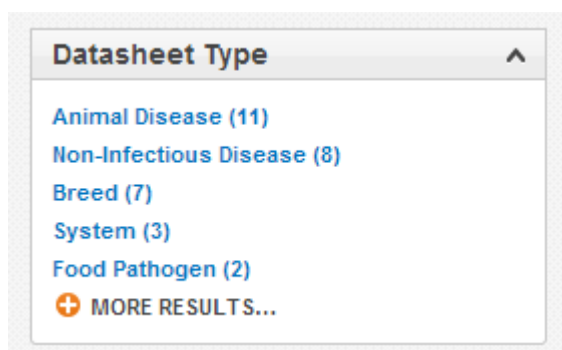 Datasheet Type
Animal Disease (11)
Non-Infectious Disease (8)
Breed (7)
System (3)
Food Pathogen (2)
MORE RESULTS...